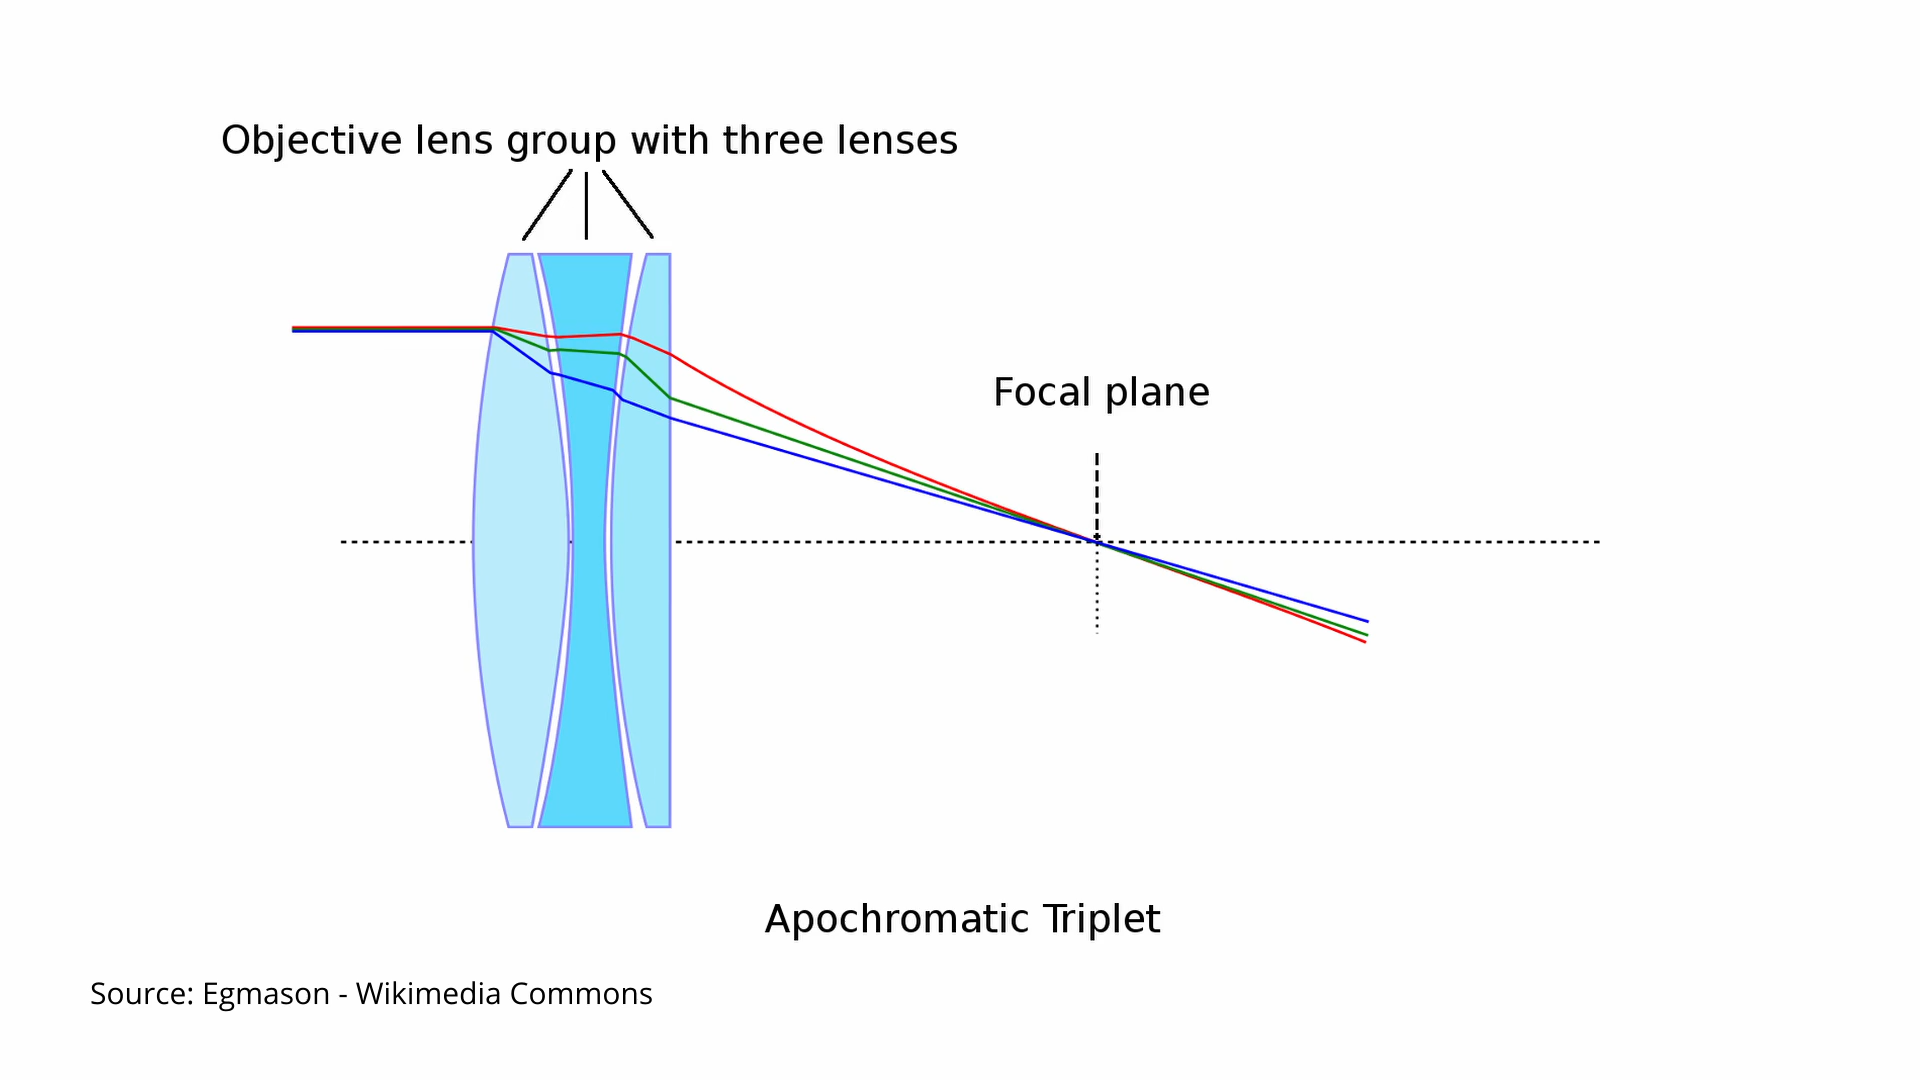 Objective lens group with three lenses
Focal plane
Apochromatic Triplet
Source: Egmason - Wikimedia Commons